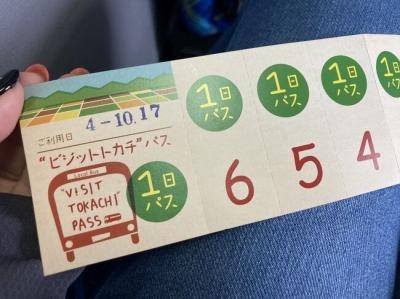 ご利用日 4-10.17
"ビジットトカチ"パス
Local Bus
"VISIT
TOKACHI"
PASS
1日
パス
1日
パス
6
1日
パス
5
1日
パス
4
1日
パス